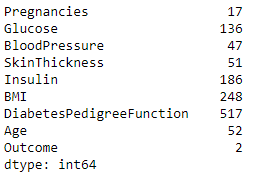 Pregnancies 17
Glucose 136
BloodPressure 47
SkinThickness 51
Insulin 186
BMI 248
DiabetesPedigreeFunction 517
Age 52
Outcome 2
dtype: int64